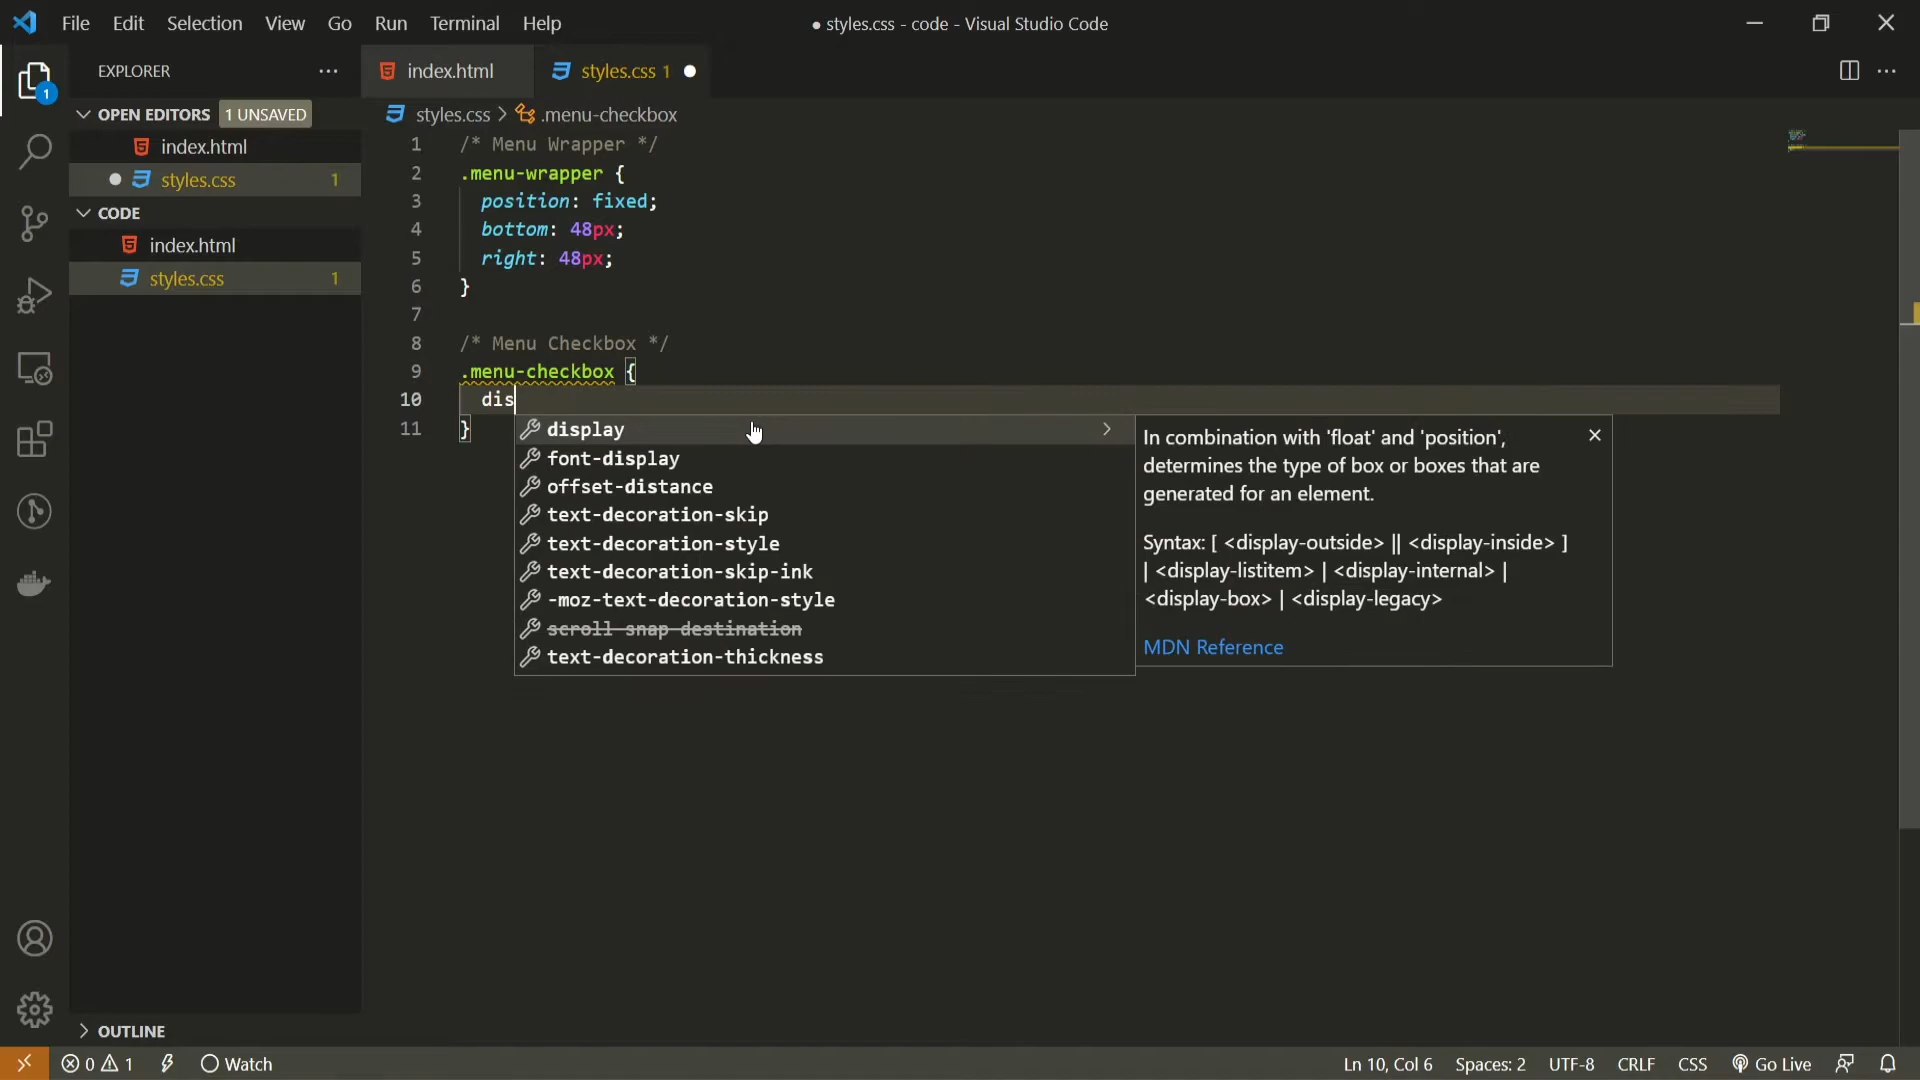 File Edit Selection View Go Run Terminal Help
● styles.css - code - Visual Studio Code
EXPLORER ···
1
OPEN EDITORS 1 UNSAVED
index.html
styles.css 1
CODE
index.html
styles.css 1
OUTLINE
index.html styles.css 1
styles.css > .menu-checkbox
1 /* Menu Wrapper */
2 .menu-wrapper {
3 position: fixed;
4 bottom: 48px;
5 right: 48px;
6 }
7
8 /* Menu Checkbox */
9 .menu-checkbox {
10 dis
11 }
display
font-display
offset-distance
text-decoration-skip
text-decoration-style
text-decoration-skip-ink
-moz-text-decoration-style
scroll-snap-destination
text-decoration-thickness
In combination with 'float' and 'position',
determines the type of box or boxes that are
generated for an element.
Syntax: [ <display-outside> || <display-inside> ]
| <display-listitem> | <display-internal> |
<display-box> | <display-legacy>
MDN Reference
0 1 Watch
Ln 10, Col 6 Spaces: 2 UTF-8 CRLF CSS Go Live